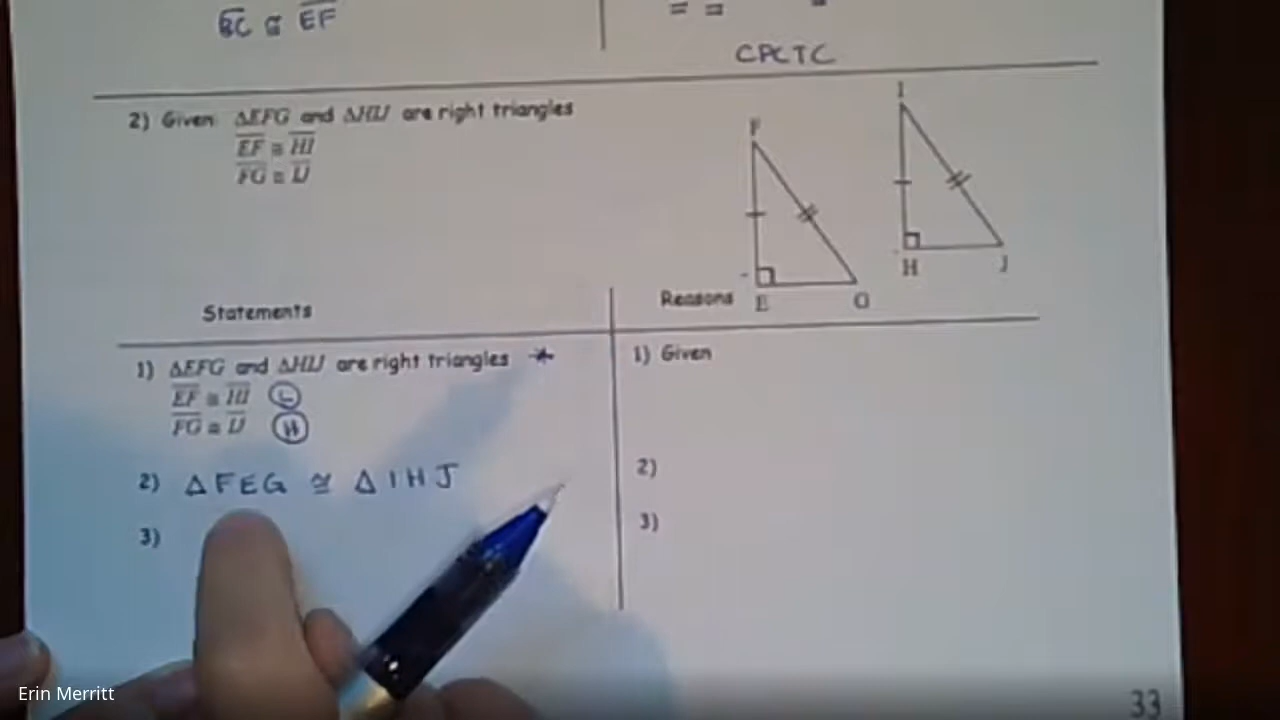 BC ≅ EF
= =
CPCTC
2) Given: ΔEFG and ΔHIJ are right triangles
EF ≅ HI
FG ≅ IJ
F
I
E
G
H
J
Statements
Reasons
1) ΔEFG and ΔHIJ are right triangles *
1) Given
EF ≅ HI L
FG ≅ IJ H
2) ΔFEG ≅ ΔIHJ
2)
3)
3)
Erin Merritt
33